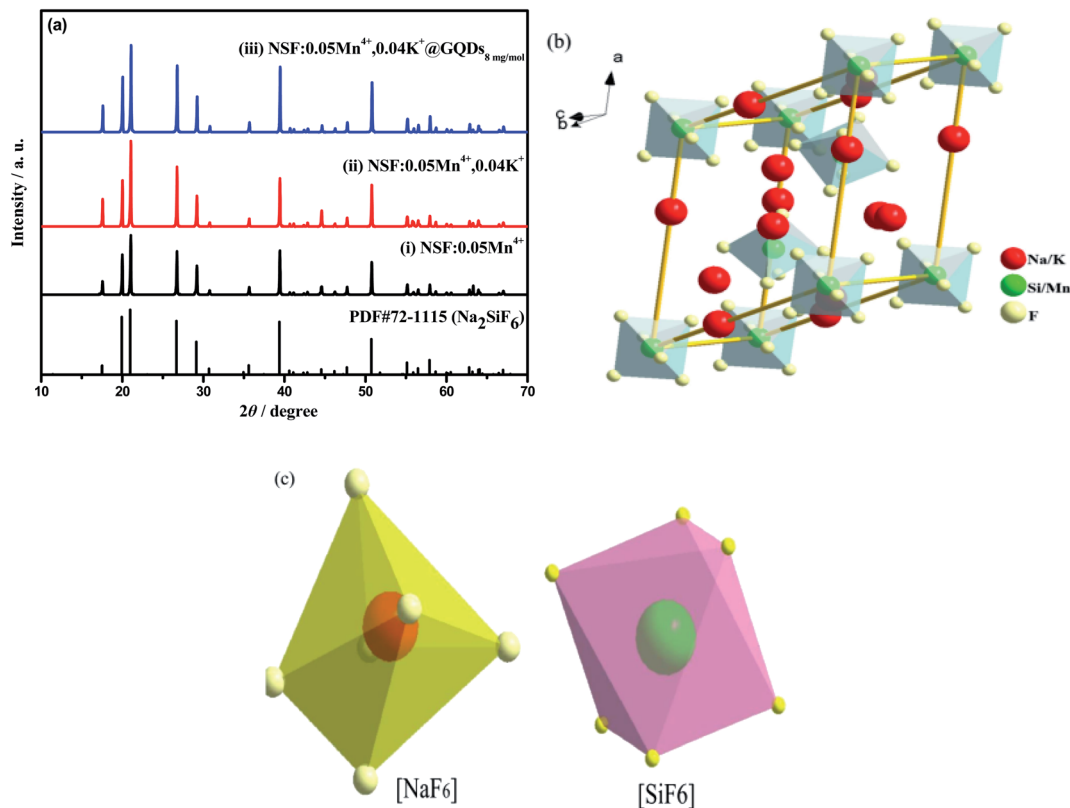 (a)
(iii) NSF:0.05Mn⁴⁺,0.04K⁺@GQDs₈ mg/mol
(ii) NSF:0.05Mn⁴⁺,0.04K⁺
(i) NSF:0.05Mn⁴⁺
PDF#72-1115 (Na₂SiF₆)
Intensity / a. u.
10 20 30 40 50 60 70
2θ / degree
(b)
a
c
b
Na/K
Si/Mn
F
(c)
[NaF₆]
[SiF6]